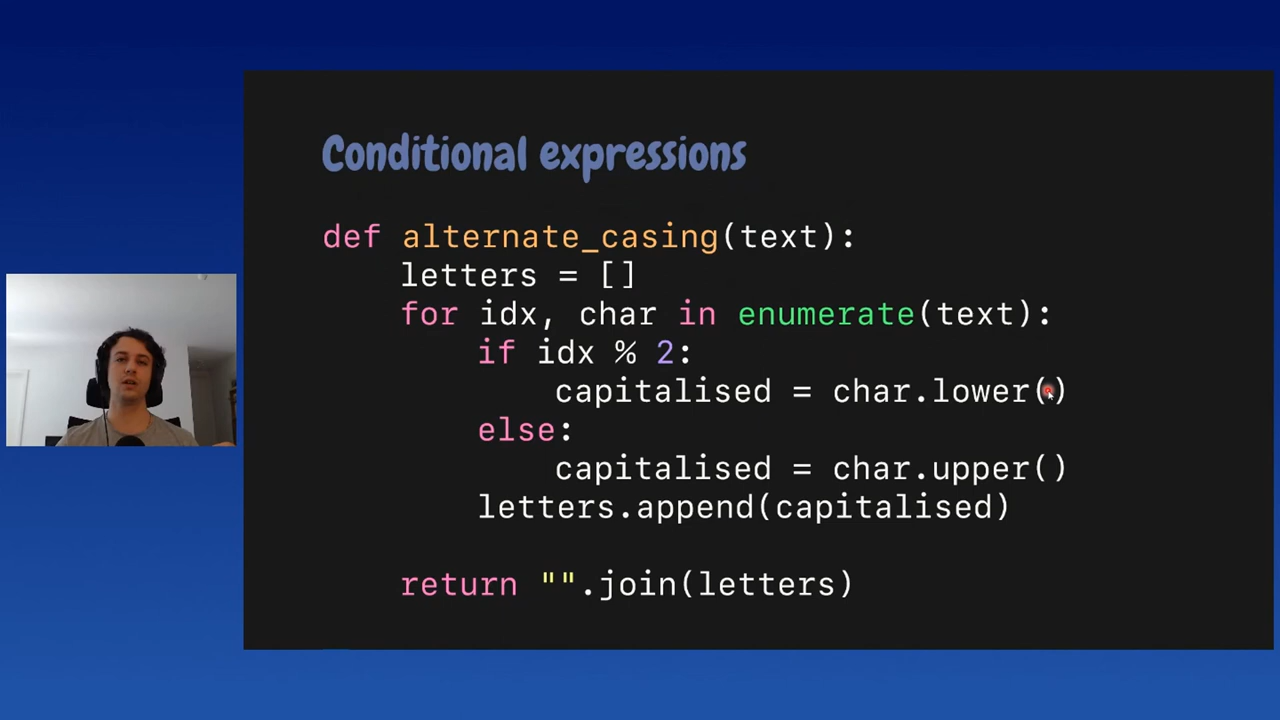 Conditional expressions
def alternate_casing(text):
    letters = []
    for idx, char in enumerate(text):
        if idx % 2:
            capitalised = char.lower()
        else:
            capitalised = char.upper()
        letters.append(capitalised)
    return "".join(letters)